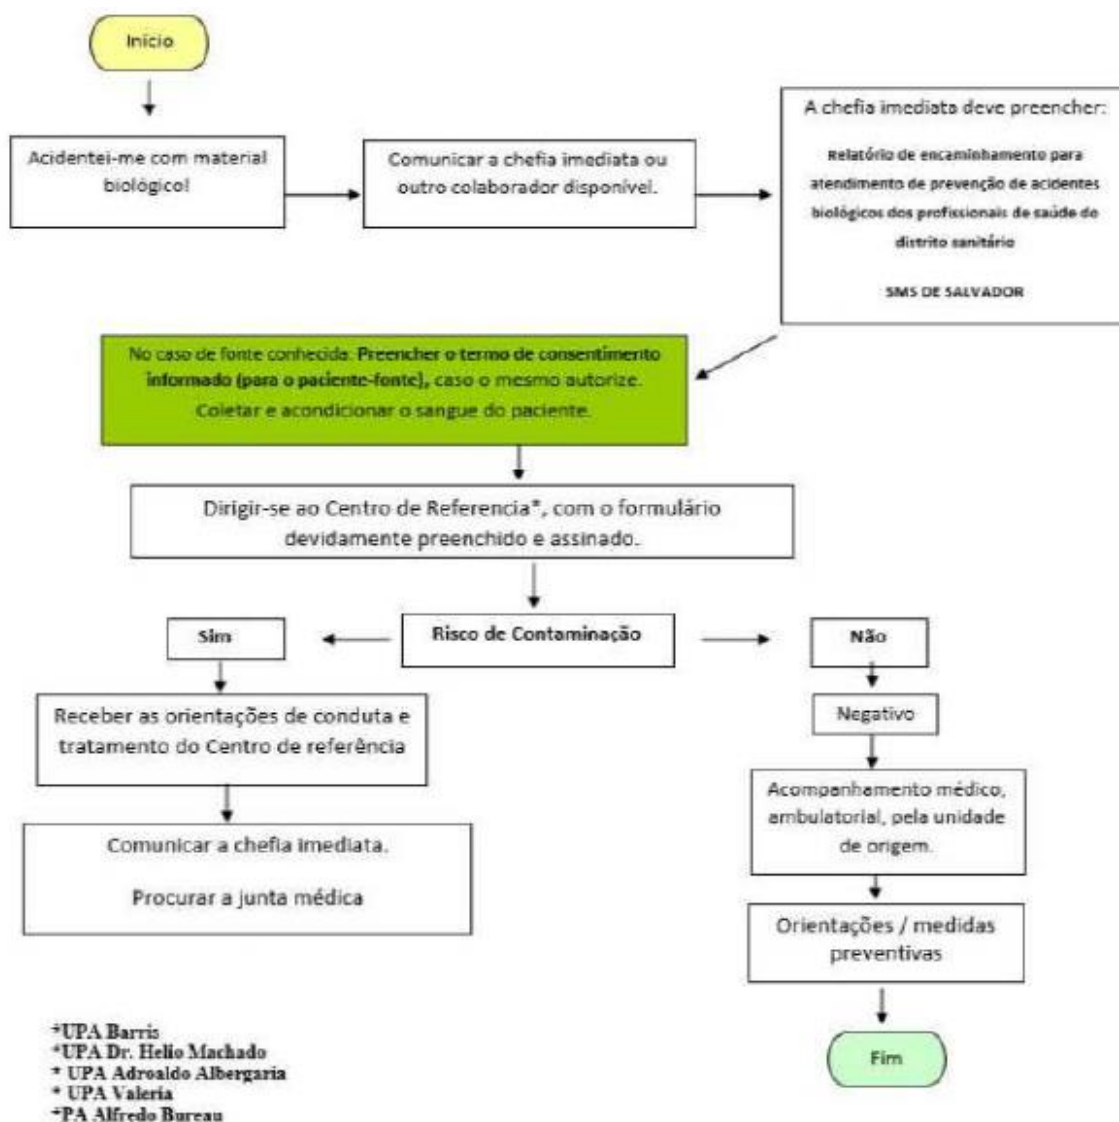 Início
Acidentei-me com material
biológico!
Comunicar a chefia imediata ou
outro colaborador disponível.
A chefia imediata deve preencher:
Relatório de encaminhamento para
atendimento de prevenção de acidentes
biológicos dos profissionais de saúde do
distrito sanitário
SMS DE SALVADOR
No caso de fonte conhecida: Preencher o termo de consentimento
informado (para o paciente-fonte), caso o mesmo autorize.
Coletar e acondicionar o sangue do paciente.
Dirigir-se ao Centro de Referencia*, com o formulário
devidamente preenchido e assinado.
Risco de Contaminação
Sim
Receber as orientações de conduta e
tratamento do Centro de referência
Comunicar a chefia imediata.
Procurar a junta médica
Não
Negativo
Acompanhamento médico,
ambulatorial, pela unidade
de origem.
Orientações / medidas
preventivas
Fim
*UPA Barris
*UPA Dr. Helio Machado
* UPA Adroaldo Albergaria
* UPA Valeria
*PA Alfredo Bureau